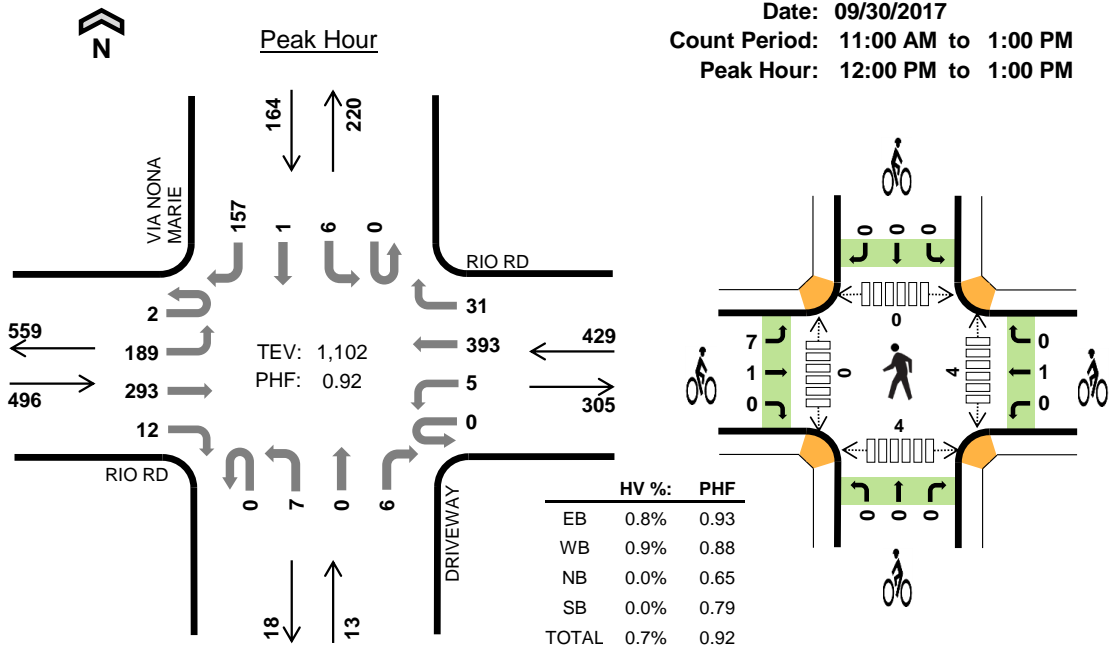 N
Peak Hour
Date: 09/30/2017
Count Period: 11:00 AM to 1:00 PM
Peak Hour: 12:00 PM to 1:00 PM
164
220
VIA NONA
MARIE
157
1
6
0
RIO RD
2
189
293
12
559
496
TEV: 1,102
PHF: 0.92
31
393
5
0
429
305
RIO RD
0
7
0
6
DRIVEWAY
18
13
0 0 0
0
7
1
0
0
4
0
1
0
4
0 0 0
HV %: PHF
EB 0.8% 0.93
WB 0.9% 0.88
NB 0.0% 0.65
SB 0.0% 0.79
TOTAL 0.7% 0.92